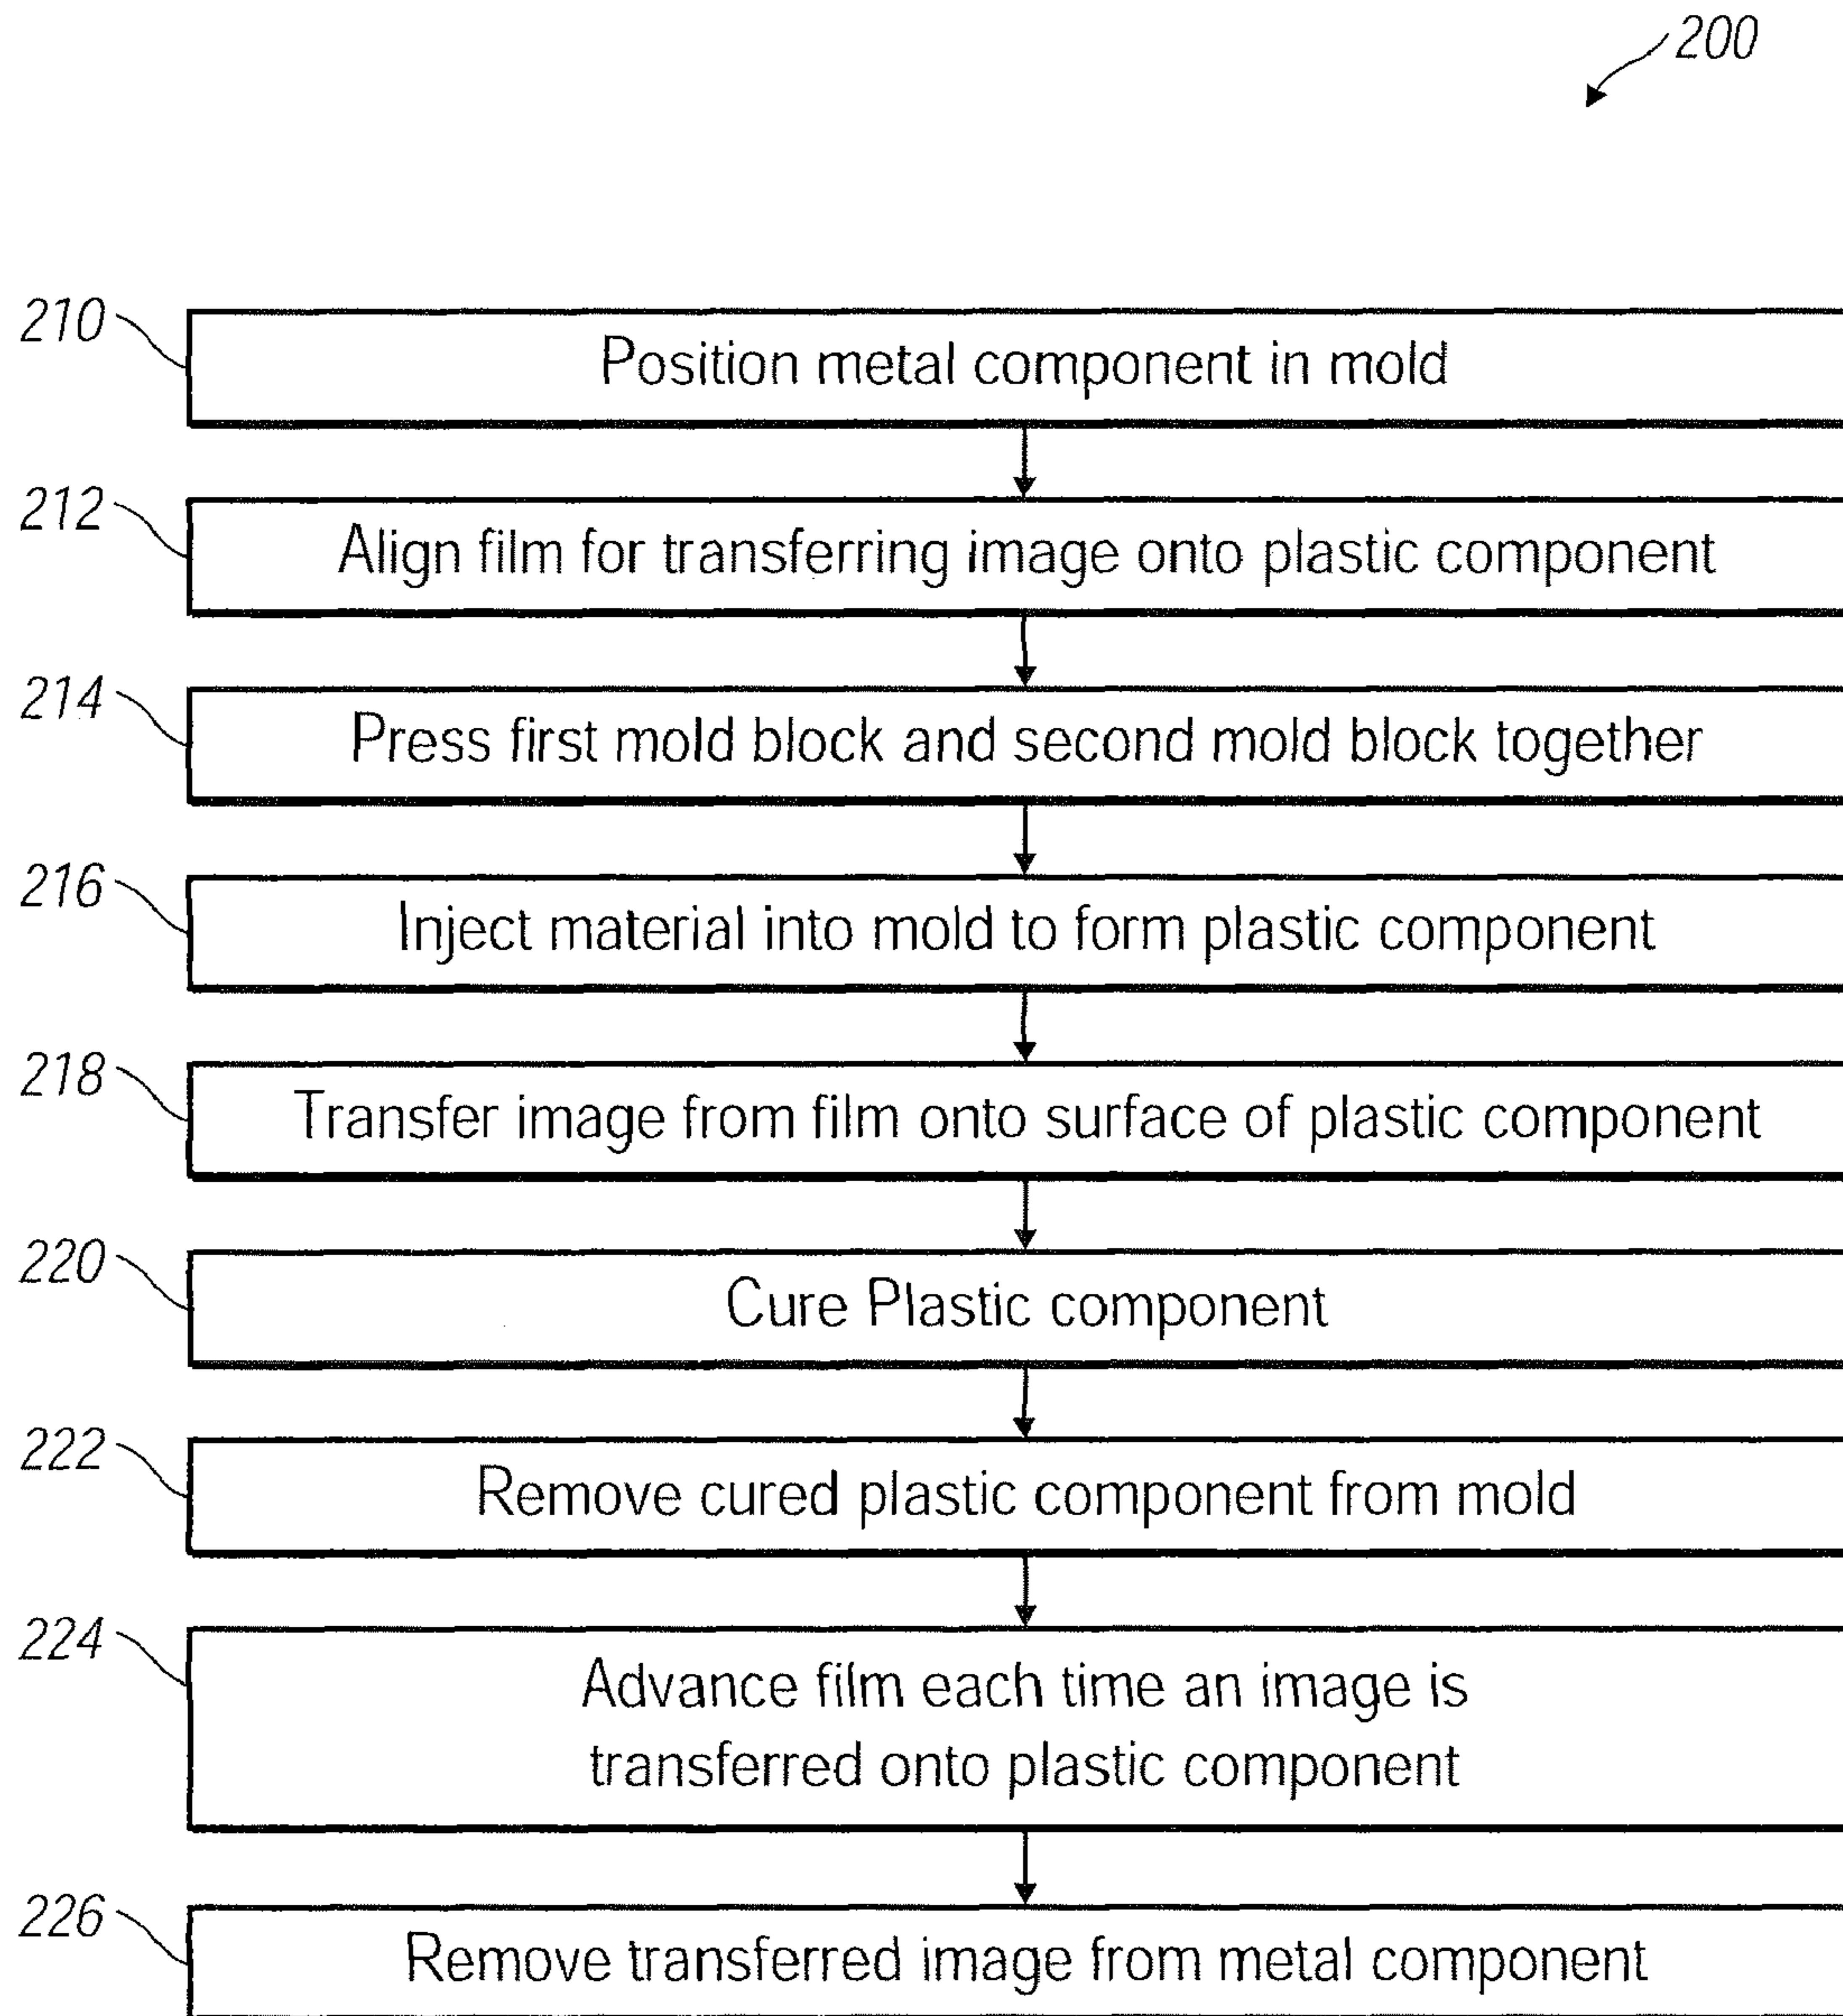 200
210
Position metal component in mold
212
Align film for transferring image onto plastic component
214
Press first mold block and second mold block together
216
Inject material into mold to form plastic component
218
Transfer image from film onto surface of plastic component
220
Cure Plastic component
222
Remove cured plastic component from mold
224
Advance film each time an image is
transferred onto plastic component
226
Remove transferred image from metal component